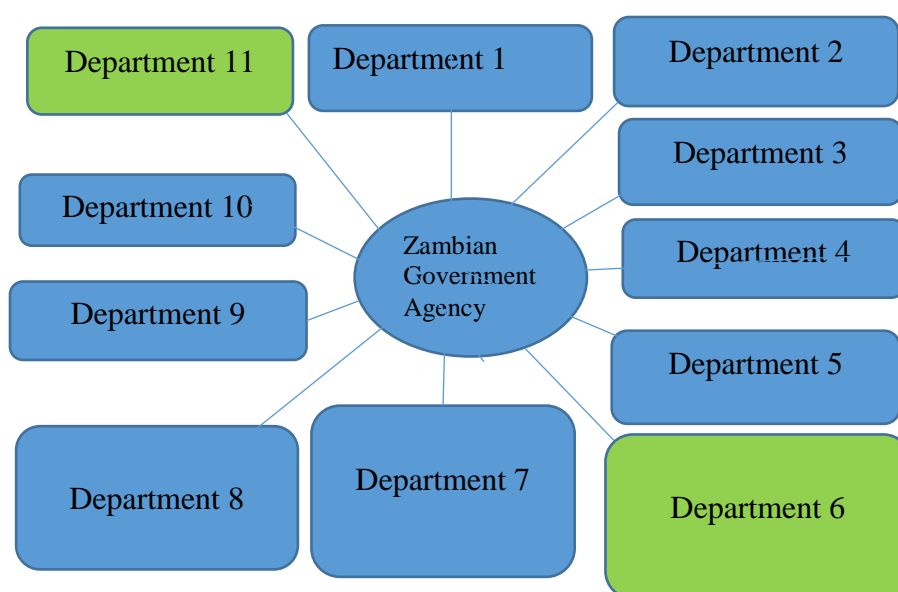 Department 11
Department 1
Department 2
Department 3
Department 10
Zambian
Government
Agency
Department 4
Department 9
Department 5
Department 8
Department 7
Department 6